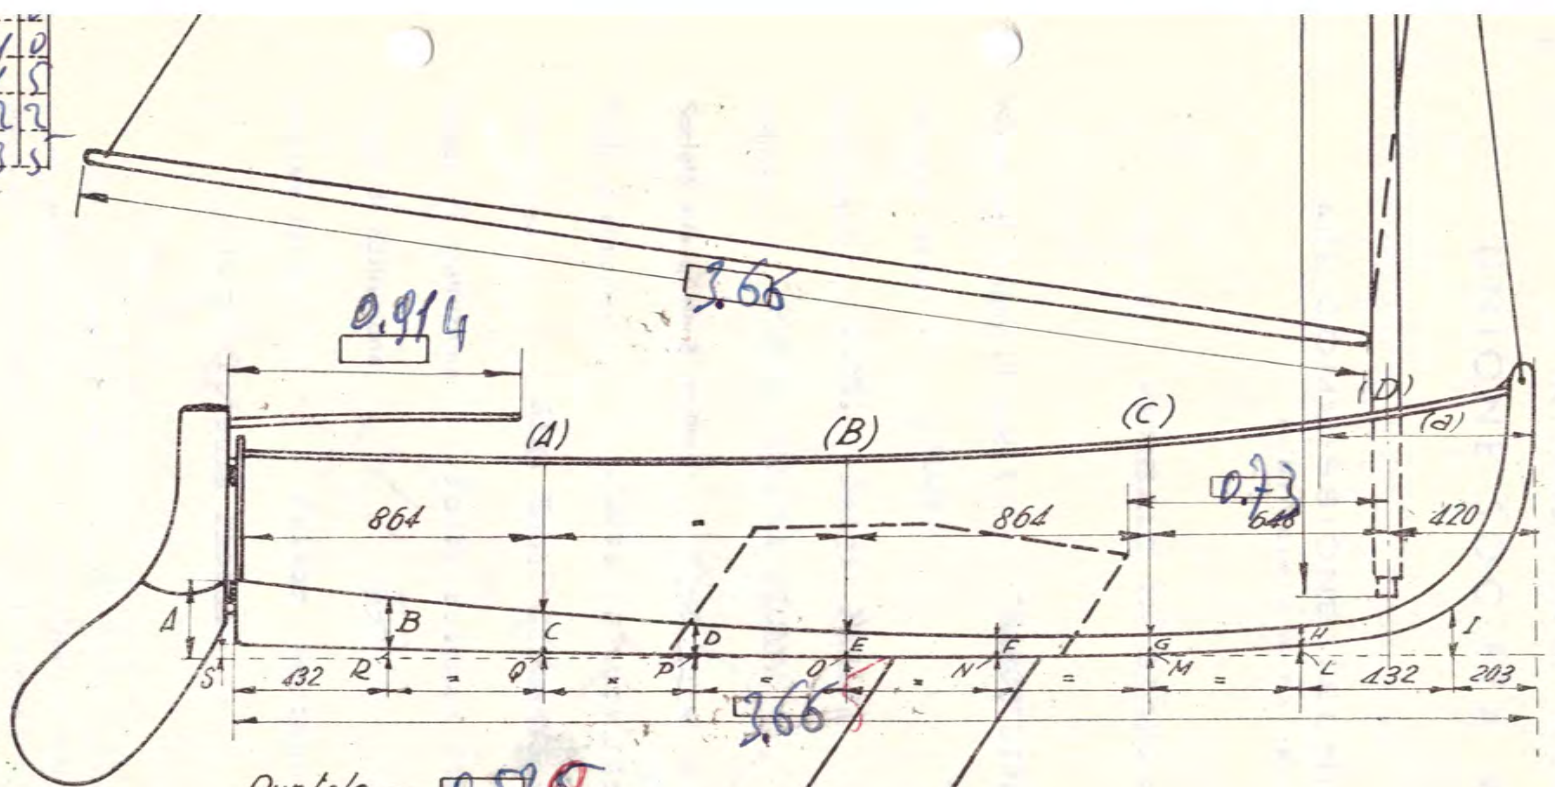 3.66
0.914
(A) (B) (C) (D)
(a)
0.73
864 864 648 420
A B C D E F G H I
S R Q P O N M L
432 = = = = = = = 432 203
3.66